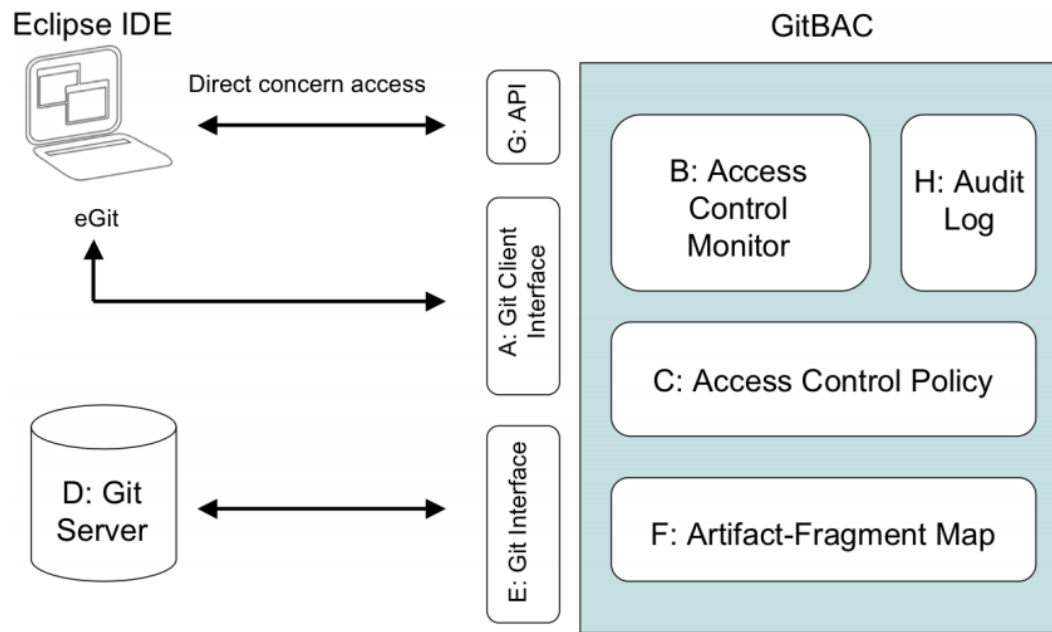 Eclipse IDE
GitBAC
Direct concern access
G: API
B: Access
Control
Monitor
H: Audit
Log
eGit
A: Git Client
Interface
C: Access Control Policy
D: Git
Server
E: Git Interface
F: Artifact-Fragment Map